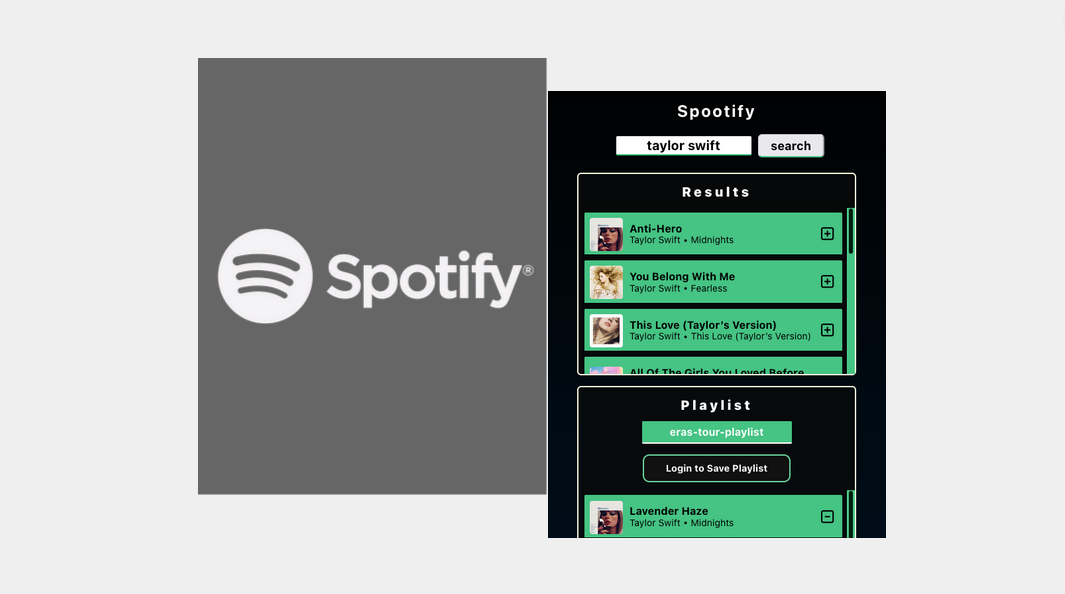 Spotify®
Spootify
taylor swift
search
Results
Anti-Hero
Taylor Swift • Midnights
You Belong With Me
Taylor Swift • Fearless
This Love (Taylor’s Version)
Taylor Swift • This Love (Taylor’s Version)
All Of The Girls You Loved Before
Playlist
eras-tour-playlist
Login to Save Playlist
Lavender Haze
Taylor Swift • Midnights